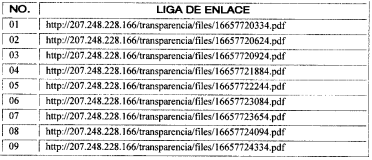 NO. LIGA DE ENLACE
01 http://207.248.228.166/transparencia/files/16657720334.pdf
02 http://207.248.228.166/transparencia/files/16657720624.pdf
03 http://207.248.228.166/transparencia/files/16657720924.pdf
04 http://207.248.228.166/transparencia/files/16657721884.pdf
05 http://207.248.228.166/transparencia/files/16657722244.pdf
06 http://207.248.228.166/transparencia/files/16657723084.pdf
07 http://207.248.228.166/transparencia/files/16657723654.pdf
08 http://207.248.228.166/transparencia/files/16657724094.pdf
09 http://207.248.228.166/transparencia/files/16657724334.pdf